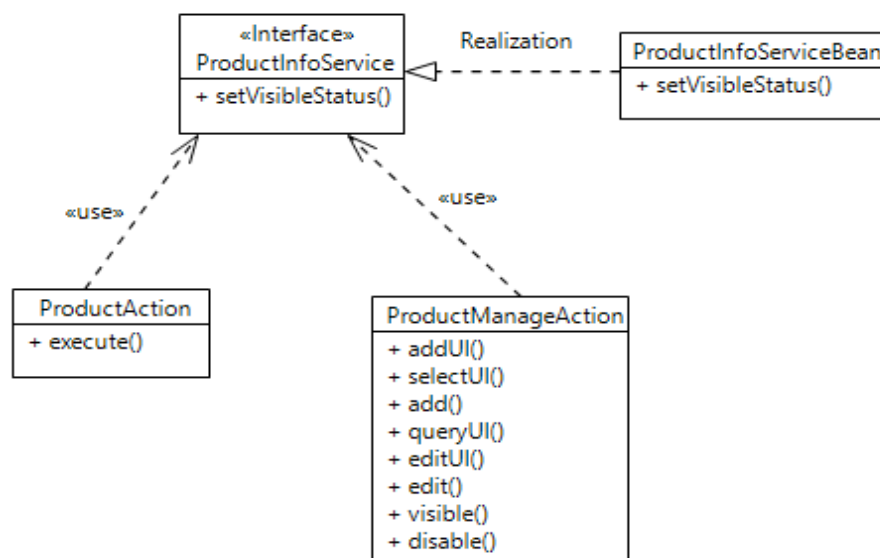 «Interface»
ProductInfoService
+ setVisibleStatus()
Realization
ProductInfoServiceBean
+ setVisibleStatus()
«use»
«use»
ProductAction
+ execute()
ProductManageAction
+ addUI()
+ selectUI()
+ add()
+ queryUI()
+ editUI()
+ edit()
+ visible()
+ disable()